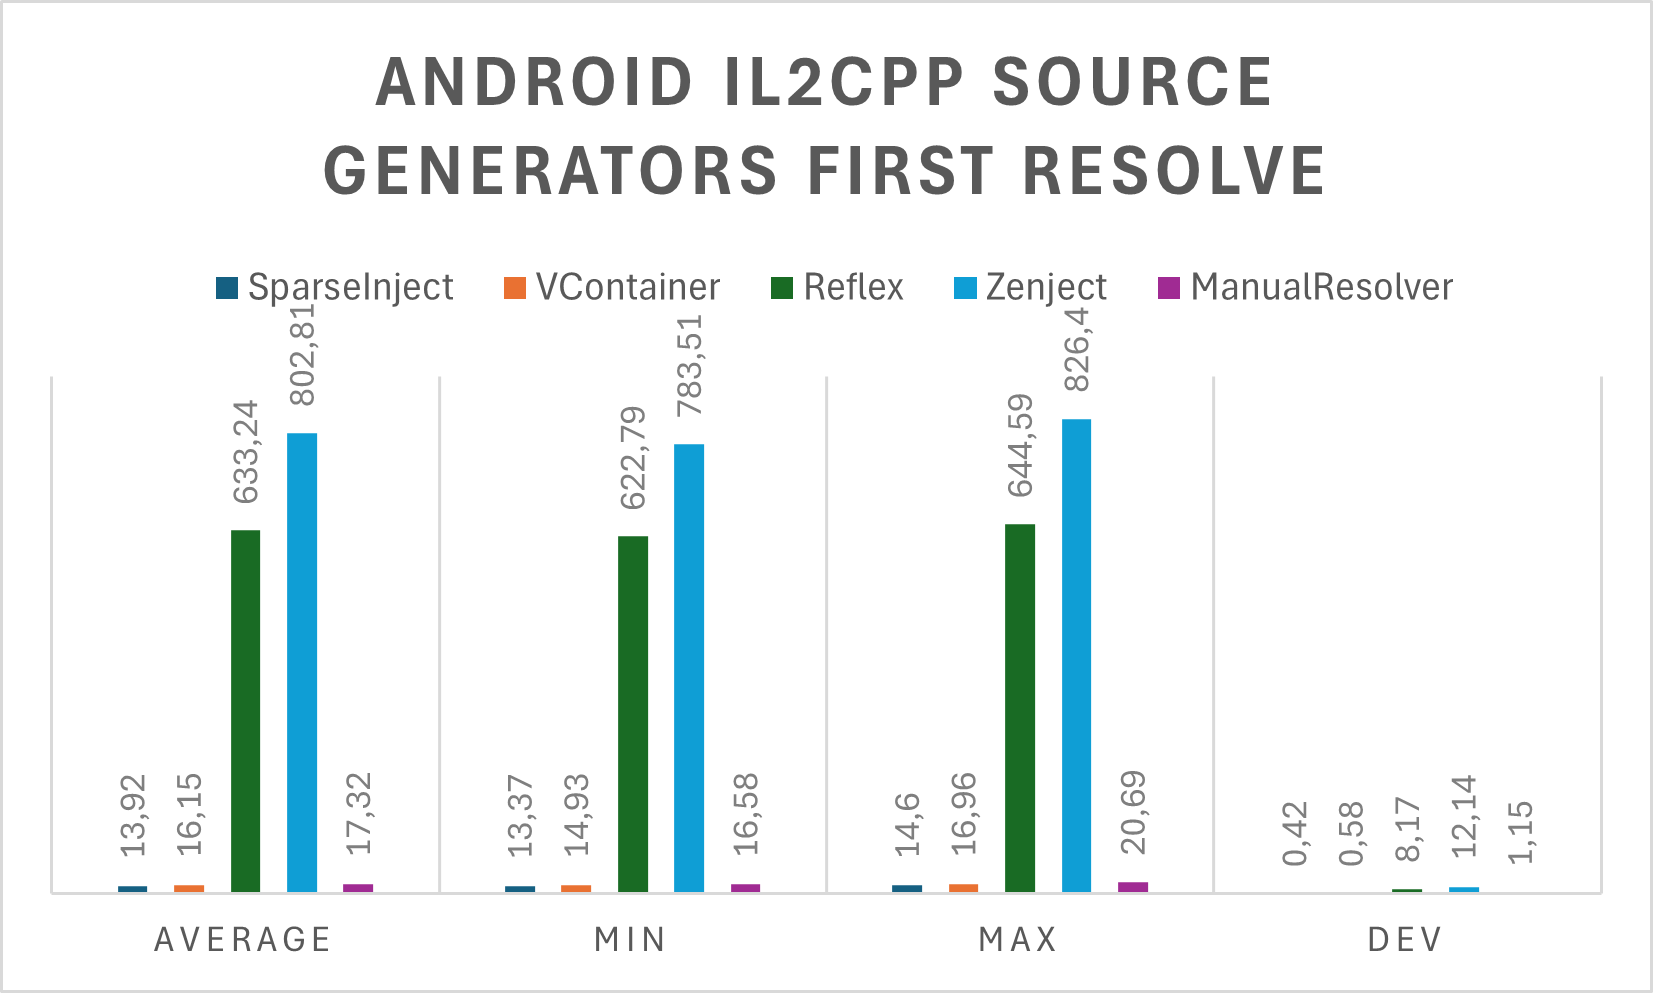 ANDROID IL2CPP SOURCE
GENERATORS FIRST RESOLVE
SparseInject VContainer Reflex Zenject ManualResolver
13,92 16,15 633,24 802,81 17,32
13,37 14,93 622,79 783,51 16,58
14,6 16,96 644,59 826,4 20,69
0,42 0,58 8,17 12,14 1,15
AVERAGE MIN MAX DEV